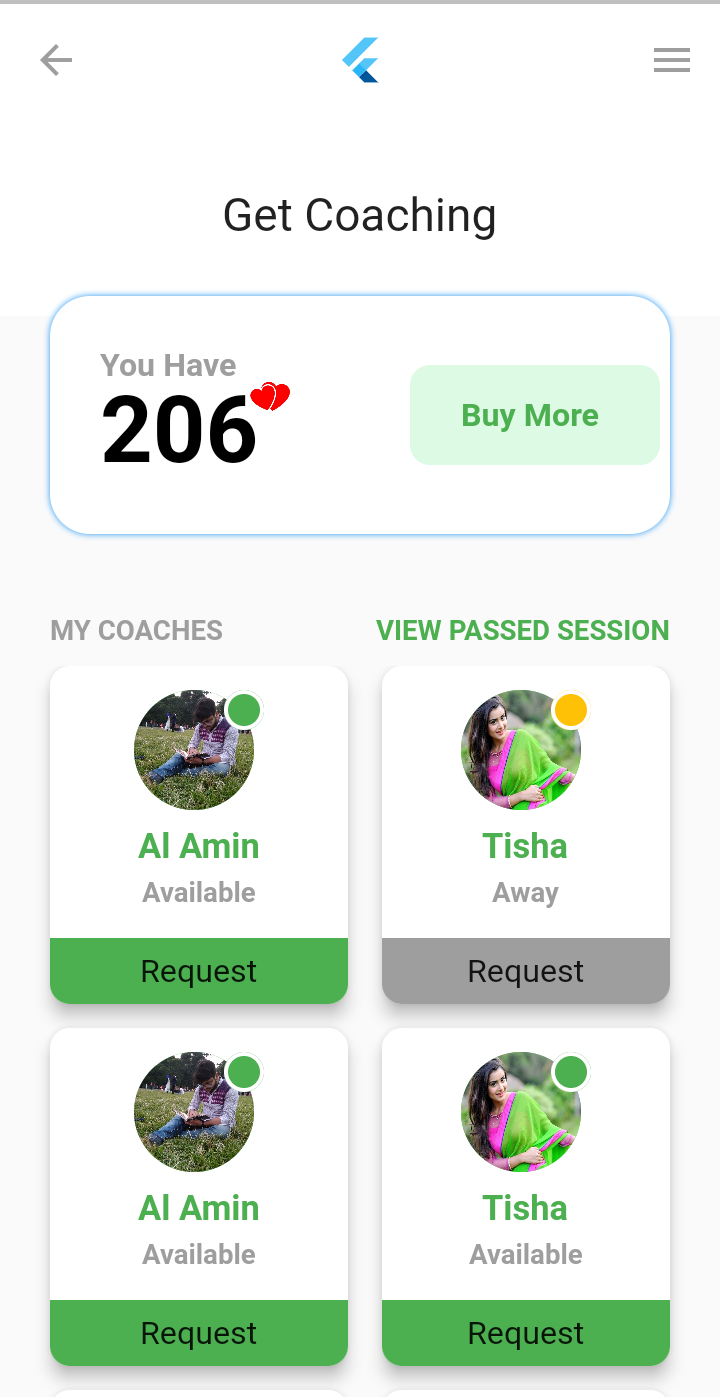 Get Coaching
You Have
206
Buy More
MY COACHES
VIEW PASSED SESSION
Al Amin
Available
Request
Tisha
Away
Request
Al Amin
Available
Request
Tisha
Available
Request